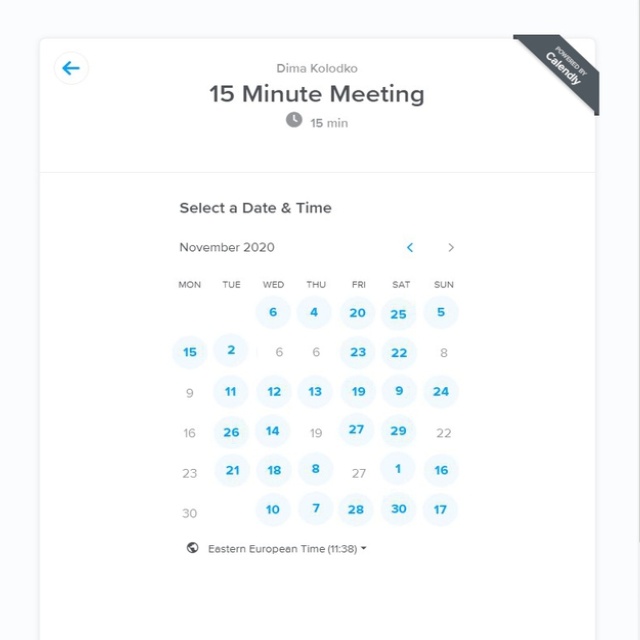 POWERED BY
Calendly
Dima Kolodko
15 Minute Meeting
15 min
Select a Date & Time
November 2020 < >
MON TUE WED THU FRI SAT SUN
6 4 20 25 5
15 2 6 6 23 22 8
9 11 12 13 19 9 24
16 26 14 19 27 29 22
23 21 18 8 27 1 16
30 10 7 28 30 17
Eastern European Time (11:38)